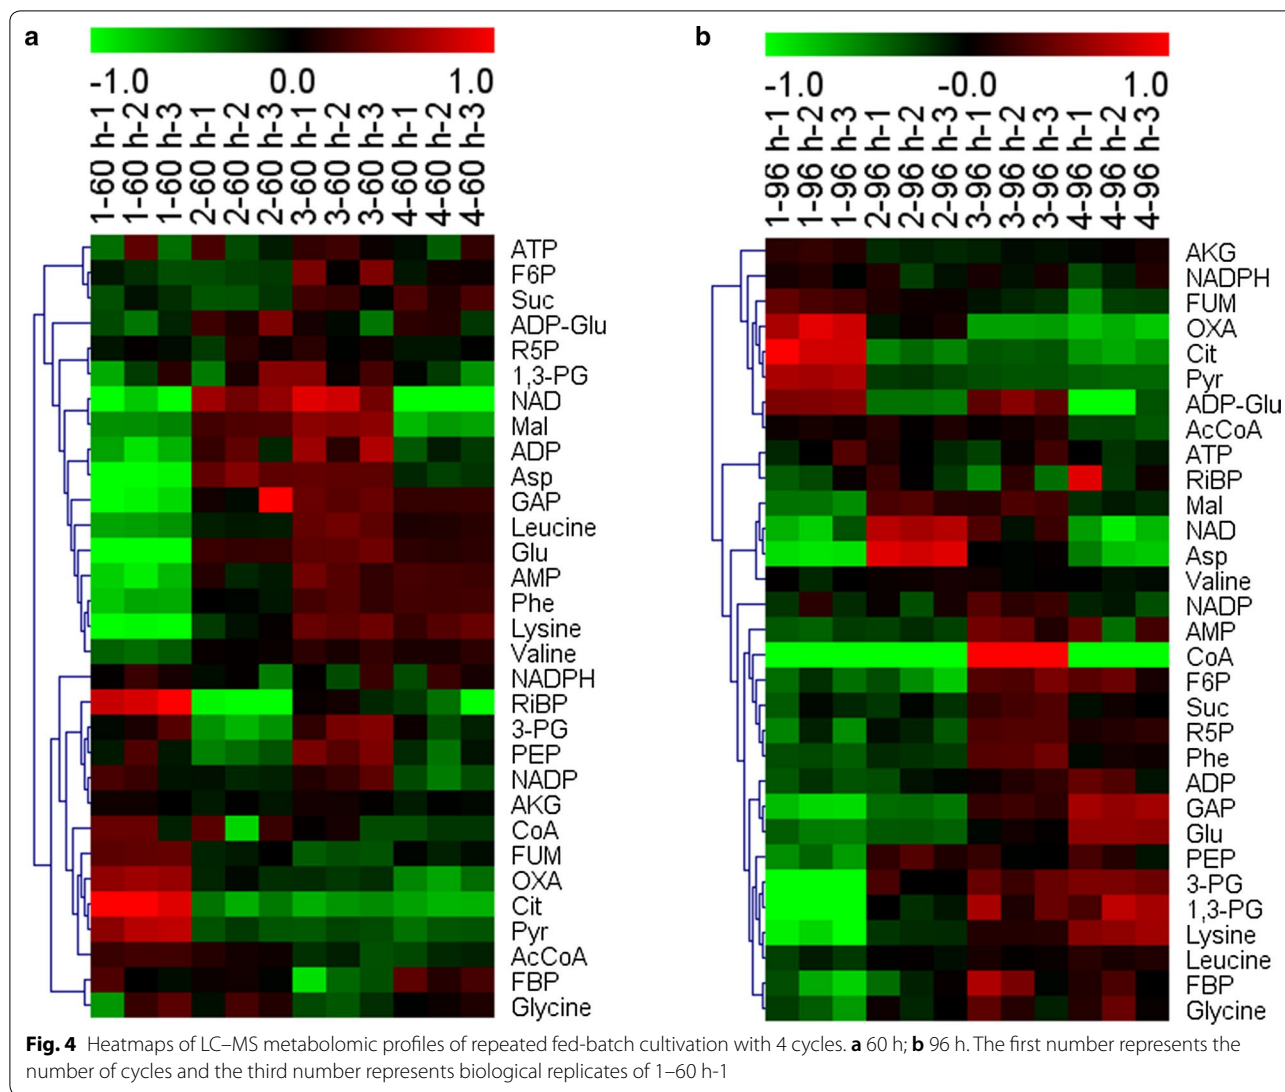 a
-1.0 0.0 1.0
1-60 h-1
1-60 h-2
1-60 h-3
2-60 h-1
2-60 h-2
2-60 h-3
3-60 h-1
3-60 h-2
3-60 h-3
4-60 h-1
4-60 h-2
4-60 h-3
ATP
F6P
Suc
ADP-Glu
R5P
1,3-PG
NAD
Mal
ADP
Asp
GAP
Leucine
Glu
AMP
Phe
Lysine
Valine
NADPH
RiBP
3-PG
PEP
NADP
AKG
CoA
FUM
OXA
Cit
Pyr
AcCoA
FBP
Glycine
b
-1.0 -0.0 1.0
1-96 h-1
1-96 h-2
1-96 h-3
2-96 h-1
2-96 h-2
2-96 h-3
3-96 h-1
3-96 h-2
3-96 h-3
4-96 h-1
4-96 h-2
4-96 h-3
AKG
NADPH
FUM
OXA
Cit
Pyr
ADP-Glu
AcCoA
ATP
RiBP
Mal
NAD
Asp
Valine
NADP
AMP
CoA
F6P
Suc
R5P
Phe
ADP
GAP
Glu
PEP
3-PG
1,3-PG
Lysine
Leucine
FBP
Glycine
Fig. 4 Heatmaps of LC–MS metabolomic profiles of repeated fed-batch cultivation with 4 cycles. a 60 h; b 96 h. The first number represents the
number of cycles and the third number represents biological replicates of 1–60 h-1